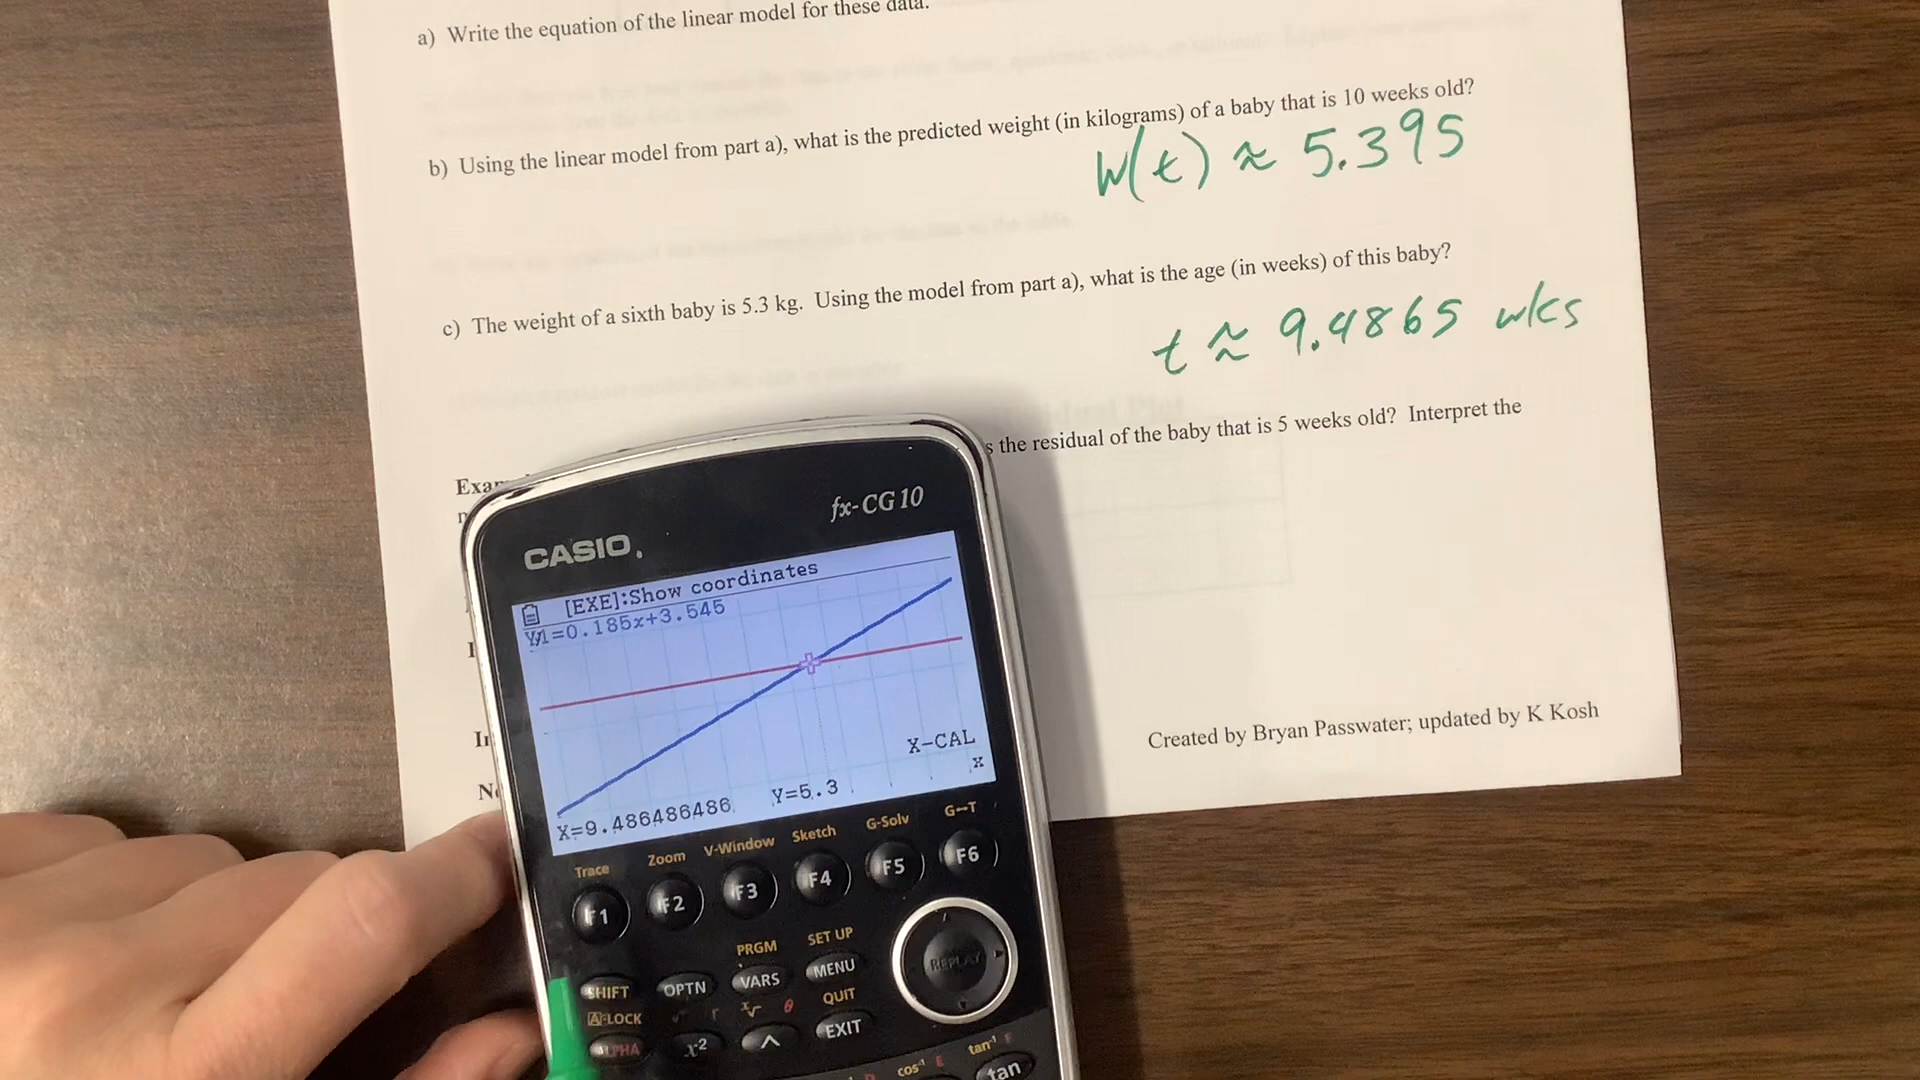 a) Write the equation of the linear model for these data.
b) Using the linear model from part a), what is the predicted weight (in kilograms) of a baby that is 10 weeks old?
W(t) ≈ 5.395
c) The weight of a sixth baby is 5.3 kg. Using the model from part a), what is the age (in weeks) of this baby?
t ≈ 9.4865 wks
the residual of the baby that is 5 weeks old? Interpret the
Created by Bryan Passwater; updated by K Kosh
fx-CG10
CASIO
[EXE]:Show coordinates
Y1=0.185x+3.545
X-CAL
x
X=9.486486486 Y=5.3
Trace Zoom V-Window Sketch G-Solv G↔T
F1 F2 F3 F4 F5 F6
PRGM SET UP
SHIFT OPTN VARS MENU REPLAY
A-LOCK QUIT
ALPHA x² ^ EXIT
cos⁻¹ E tan⁻¹ F
tan